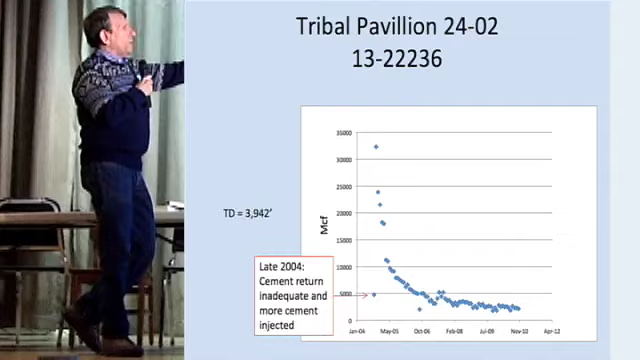 Tribal Pavillion 24-02
13-22236
TD = 3,942'
Mcf
35000
30000
25000
20000
15000
10000
5000
0
Jan-04
May-05
Oct-06
Feb-08
Jul-09
Nov-10
Apr-12
Late 2004:
Cement return
inadequate and
more cement
injected